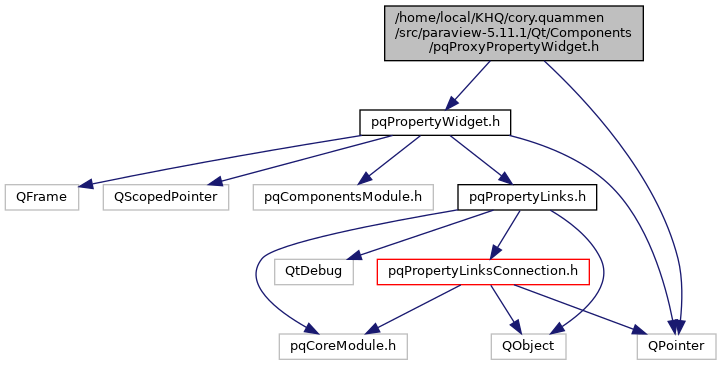 /home/local/KHQ/cory.quammen
/src/paraview-5.11.1/Qt/Components
/pqProxyPropertyWidget.h
pqPropertyWidget.h
QFrame
QScopedPointer
pqComponentsModule.h
pqPropertyLinks.h
QtDebug
pqPropertyLinksConnection.h
pqCoreModule.h
QObject
QPointer